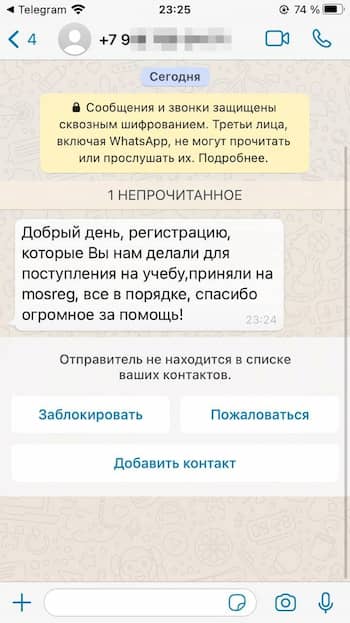 Telegram 23:25 74 %
4 +7 9
Сегодня
Сообщения и звонки защищены
сквозным шифрованием. Третьи лица,
включая WhatsApp, не могут прочитать
или прослушать их. Подробнее.
1 НЕПРОЧИТАННОЕ
Добрый день, регистрацию,
которые Вы нам делали для
поступления на учебу,приняли на
mosreg, все в порядке, спасибо
огромное за помощь!
23:24
Отправитель не находится в списке
ваших контактов.
Заблокировать Пожаловаться
Добавить контакт